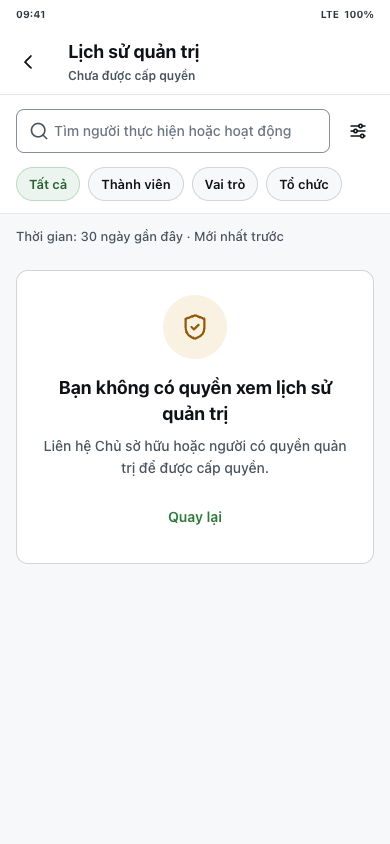 09:41
LTE 100%
Lịch sử quản trị
Chưa được cấp quyền
Tìm người thực hiện hoặc hoạt động
Tất cả
Thành viên
Vai trò
Tổ chức
Thời gian: 30 ngày gần đây · Mới nhất trước
Bạn không có quyền xem lịch sử
quản trị
Liên hệ Chủ sở hữu hoặc người có quyền quản
trị để được cấp quyền.
Quay lại